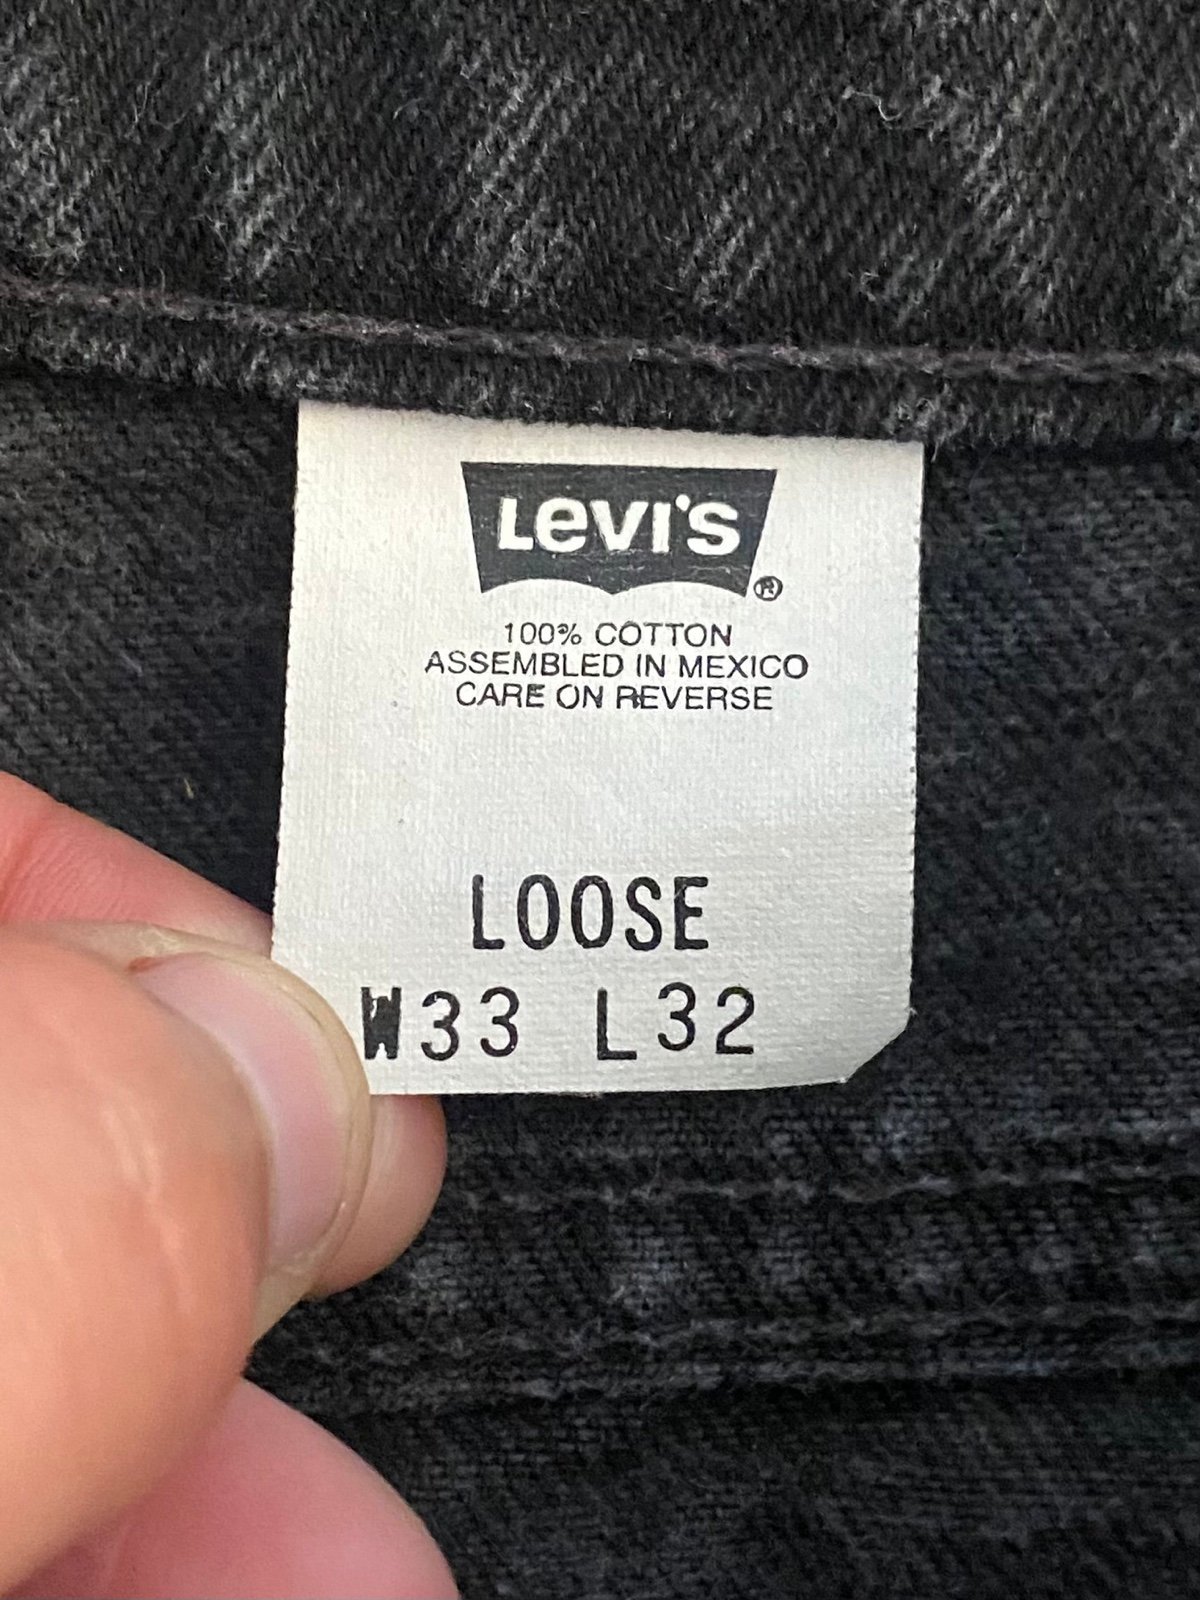 Levi's ®
100% COTTON
ASSEMBLED IN MEXICO
CARE ON REVERSE
LOOSE
W33 L32